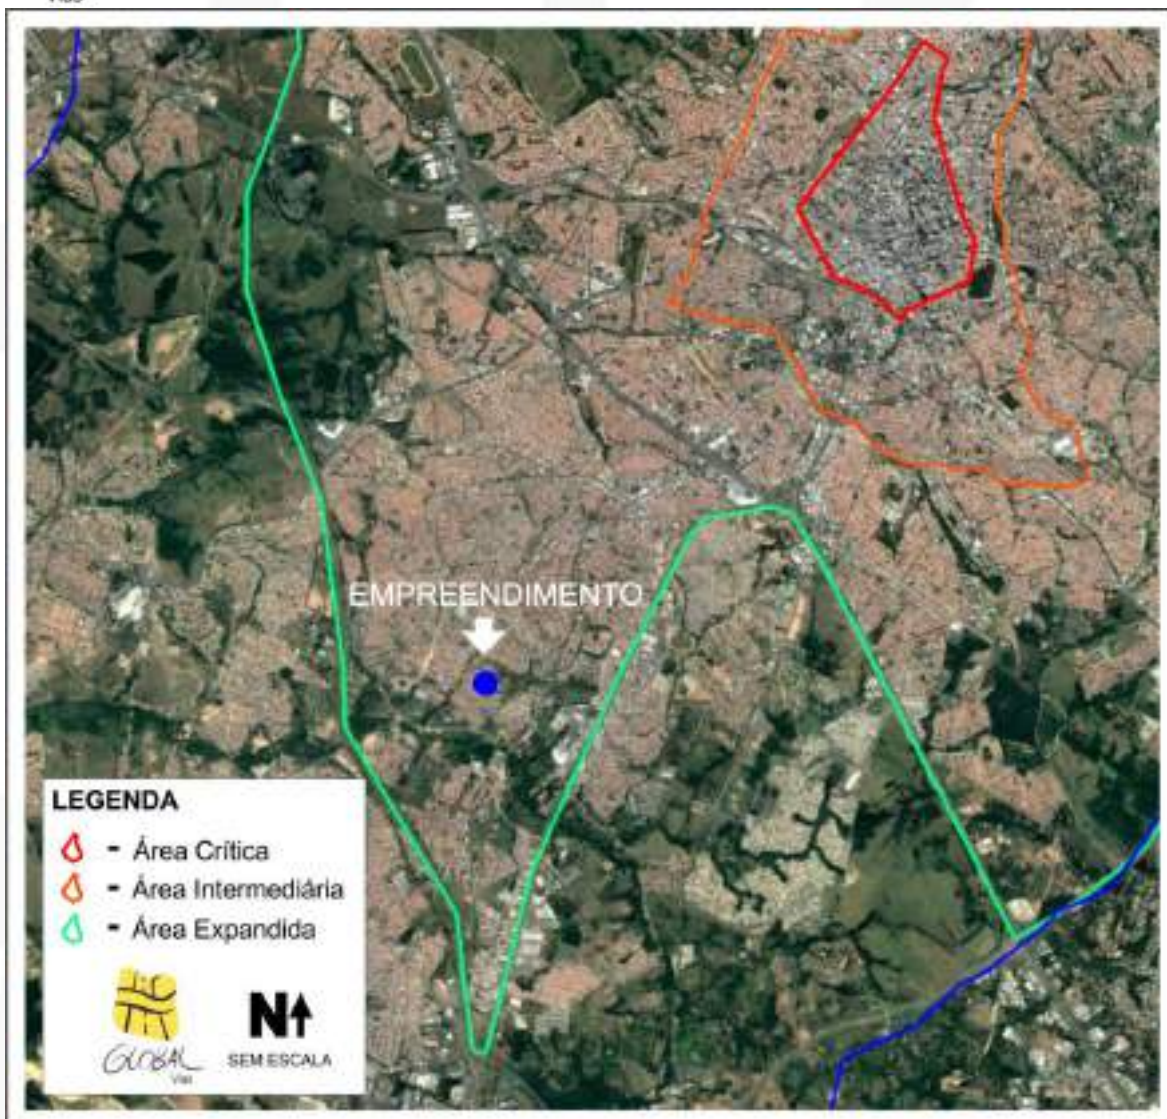 EMPREENDIMENTO
LEGENDA
- Área Crítica
- Área Intermediária
- Área Expandida
GLOBAL
N
SEM ESCALA